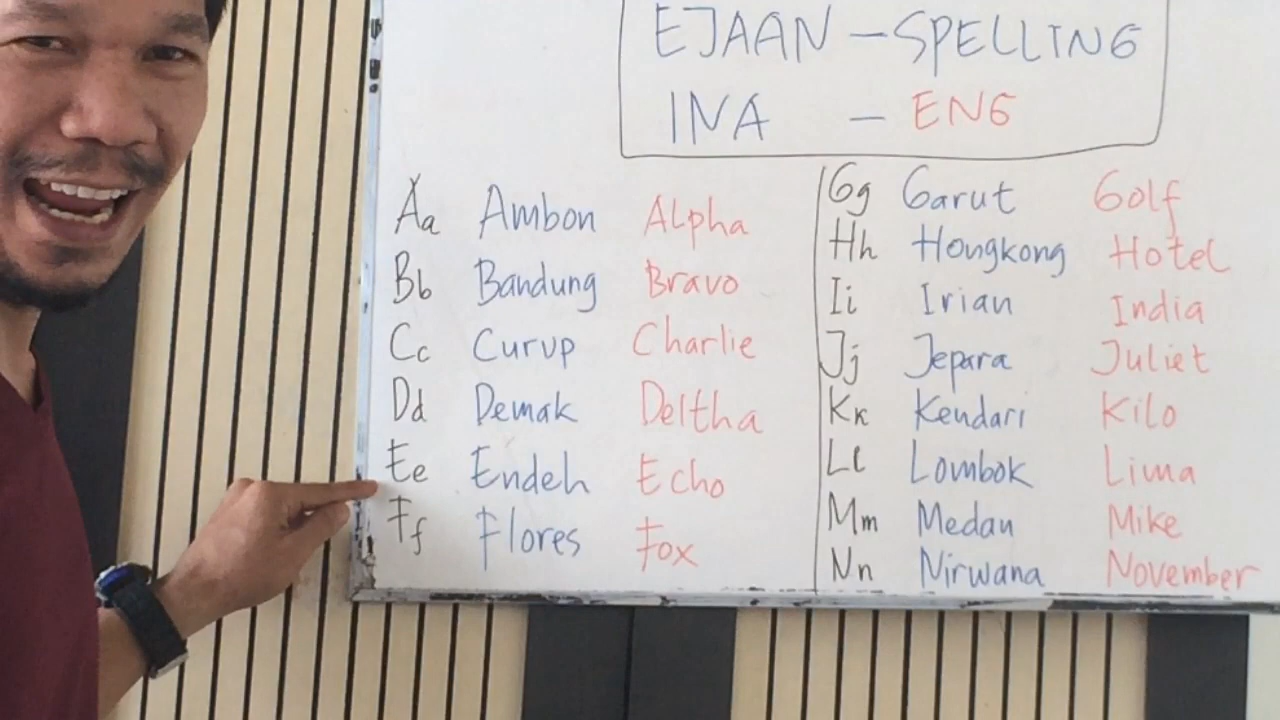 EJAAN - SPELLING
INA - ENG
Aa Ambon Alpha
Bb Bandung Bravo
Cc Curup Charlie
Dd Demak Deltha
Ee Endeh Echo
Ff Flores Fox
Gg Garut Golf
Hh Hongkong Hotel
Ii Irian India
Jj Jepara Juliet
Kk Kendari Kilo
Ll Lombok Lima
Mm Medan Mike
Nn Nirwana November